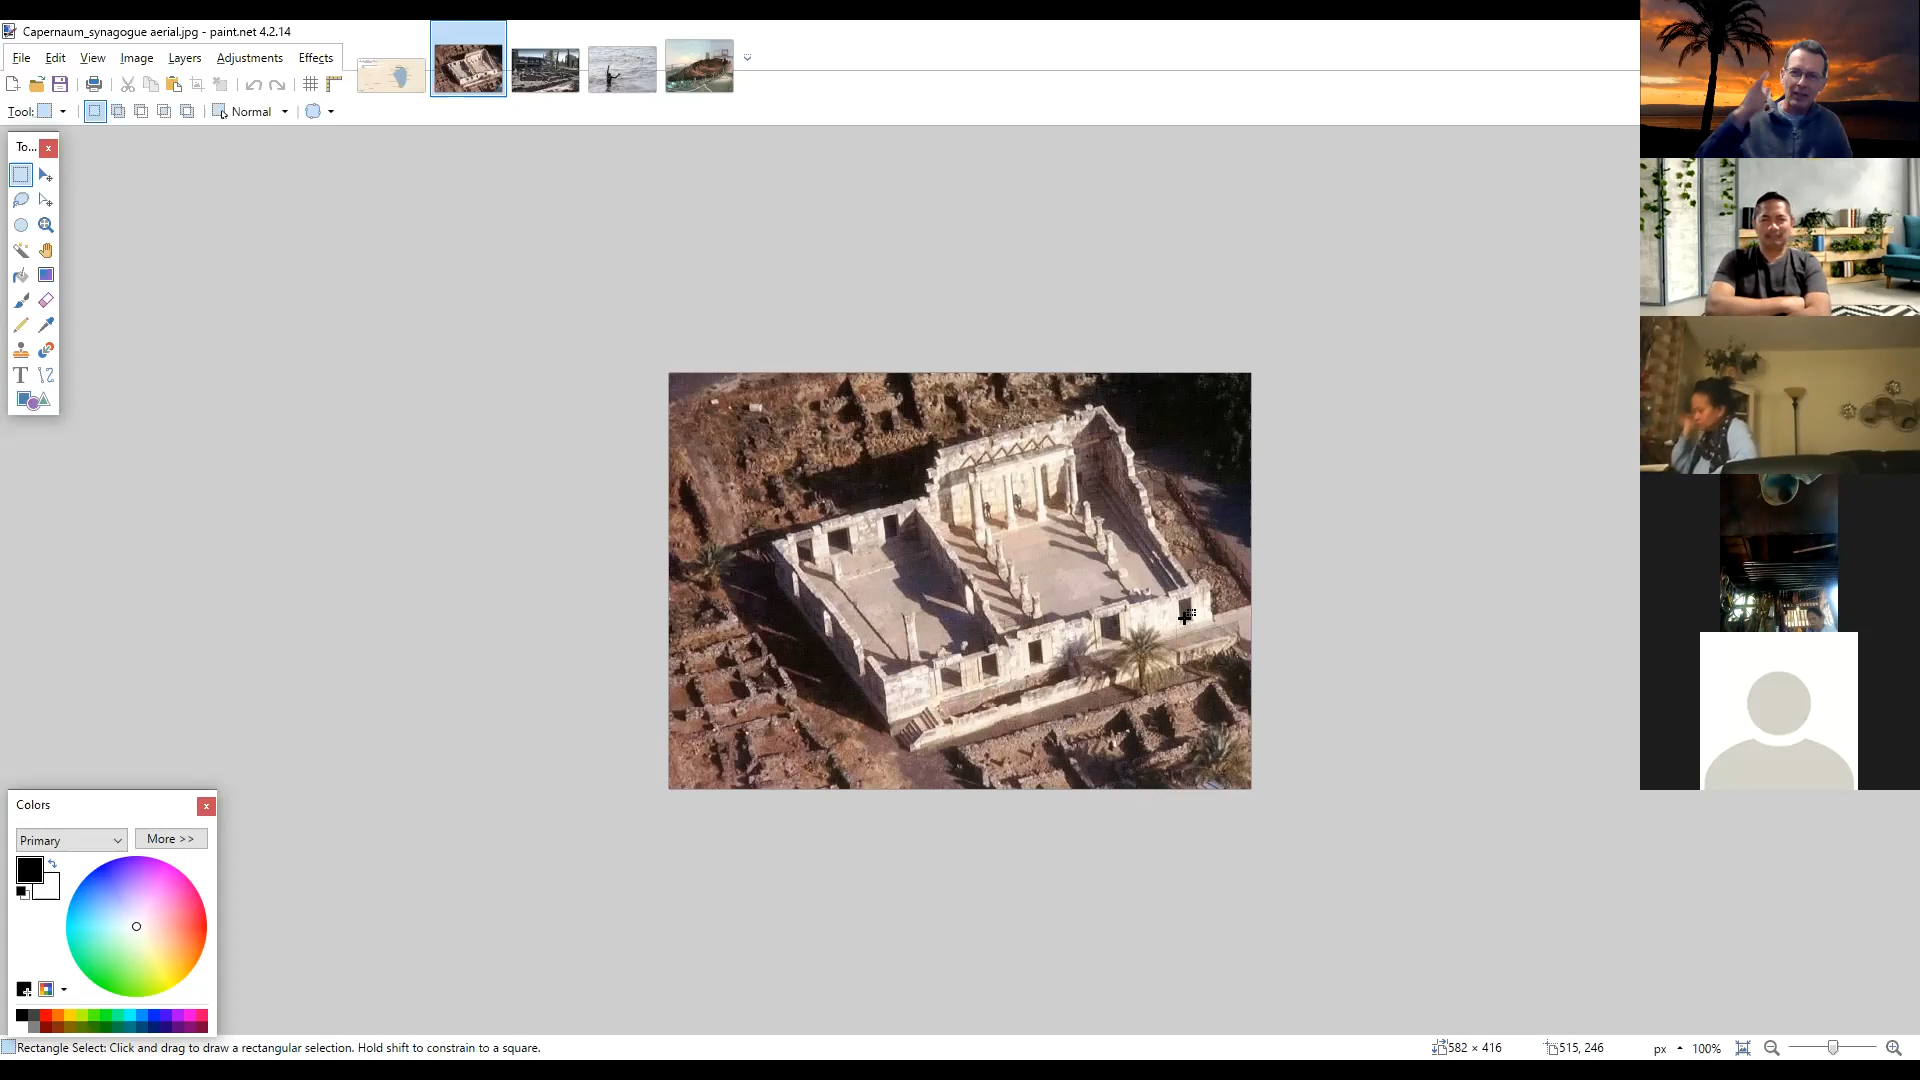 Capernaum_synagogue aerial.jpg - paint.net 4.2.14
File Edit View Image Layers Adjustments Effects
Tool: Normal
To...
T
Colors
Primary More >>
Rectangle Select: Click and drag to draw a rectangular selection. Hold shift to constrain to a square. 582 × 416 515, 246 px 100%